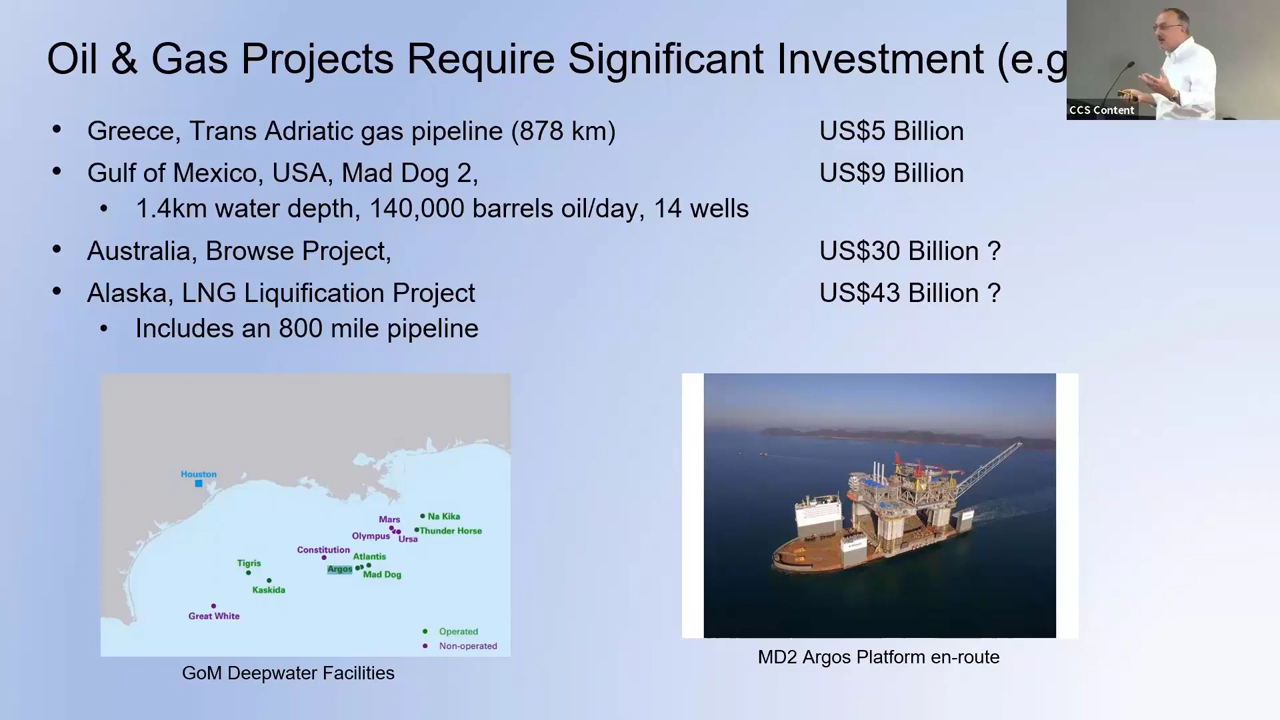 Oil & Gas Projects Require Significant Investment (e.g
CCS Content
• Greece, Trans Adriatic gas pipeline (878 km) US$5 Billion
• Gulf of Mexico, USA, Mad Dog 2, US$9 Billion
• 1.4km water depth, 140,000 barrels oil/day, 14 wells
• Australia, Browse Project, US$30 Billion ?
• Alaska, LNG Liquification Project US$43 Billion ?
• Includes an 800 mile pipeline
Houston
Mars
Na Kika
Olympus
Ursa
Thunder Horse
Constitution
Atlantis
Tigris
Argos
Mad Dog
Kaskida
Great White
Operated
Non-operated
GoM Deepwater Facilities
MD2 Argos Platform en-route